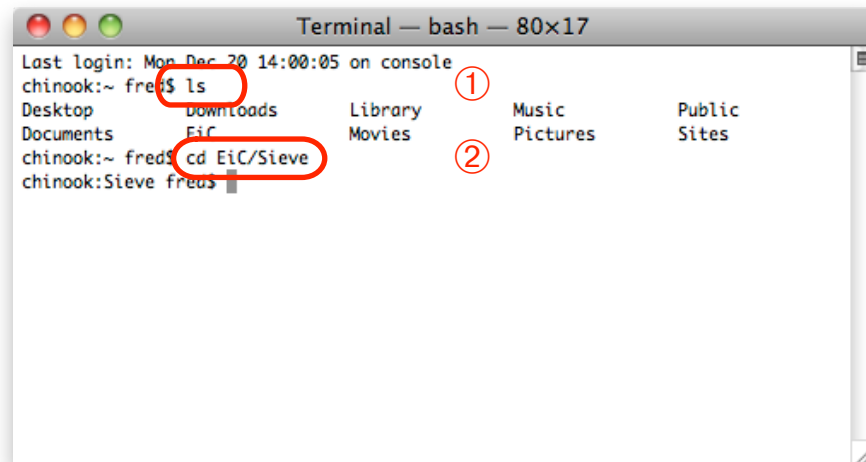 Terminal — bash — 80×17
Last login: Mon Dec 20 14:00:05 on console
chinook:~ fred$ ls ①
Desktop Downloads Library Music Public
Documents EiC Movies Pictures Sites
chinook:~ fred$ cd EiC/Sieve ②
chinook:Sieve fred$